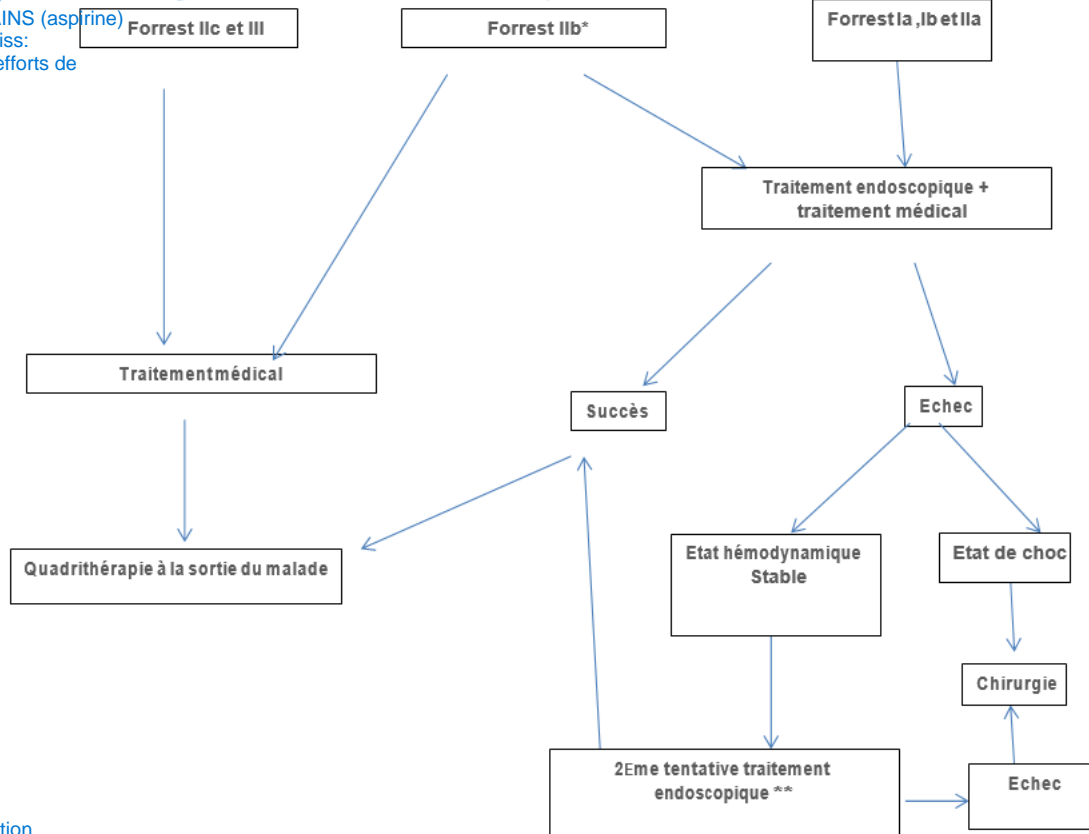 AINS (aspirine)
iss:
efforts de
Forrest IIc et III
Forrest IIb*
Forrest Ia ,Ib et IIa
Traitement endoscopique +
traitement médical
Traitement médical
Succès
Echec
Quadrithérapie à la sortie du malade
Etat hémodynamique
Stable
Etat de choc
Chirurgie
2Eme tentative traitement
endoscopique **
Echec
tion